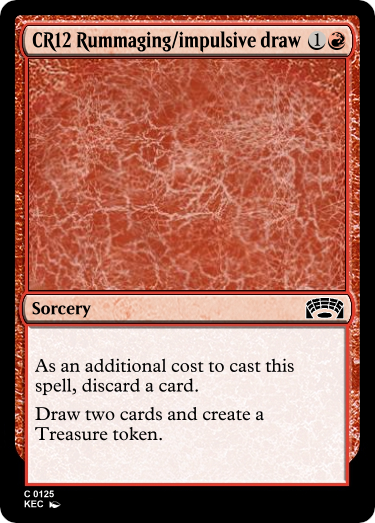 CR12 Rummaging/impulsive draw 1
Sorcery
As an additional cost to cast this
spell, discard a card.
Draw two cards and create a
Treasure token.
C 0125
KEC